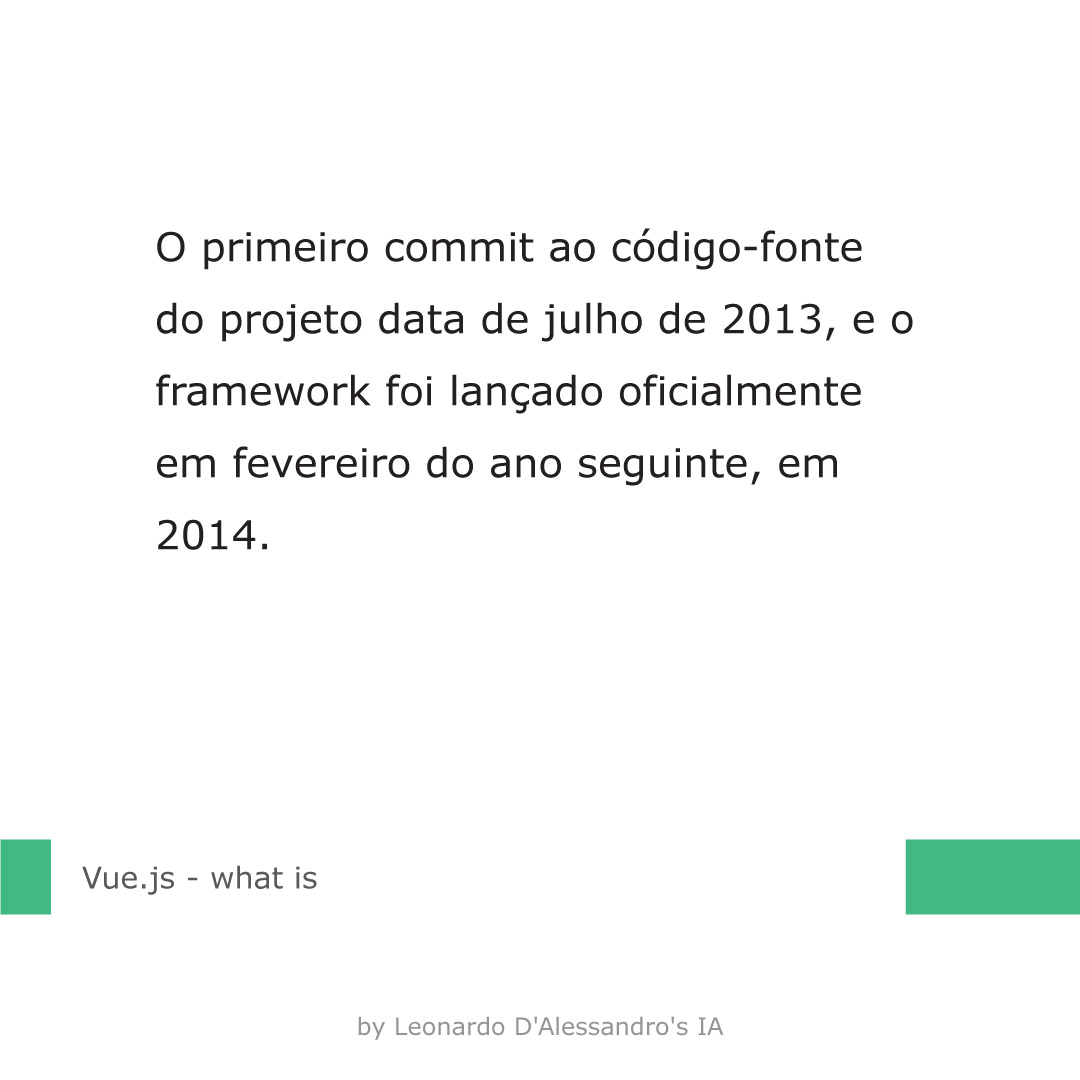 O primeiro commit ao código-fonte
do projeto data de julho de 2013, e o
framework foi lançado oficialmente
em fevereiro do ano seguinte, em
2014.
Vue.js - what is
by Leonardo D'Alessandro's IA